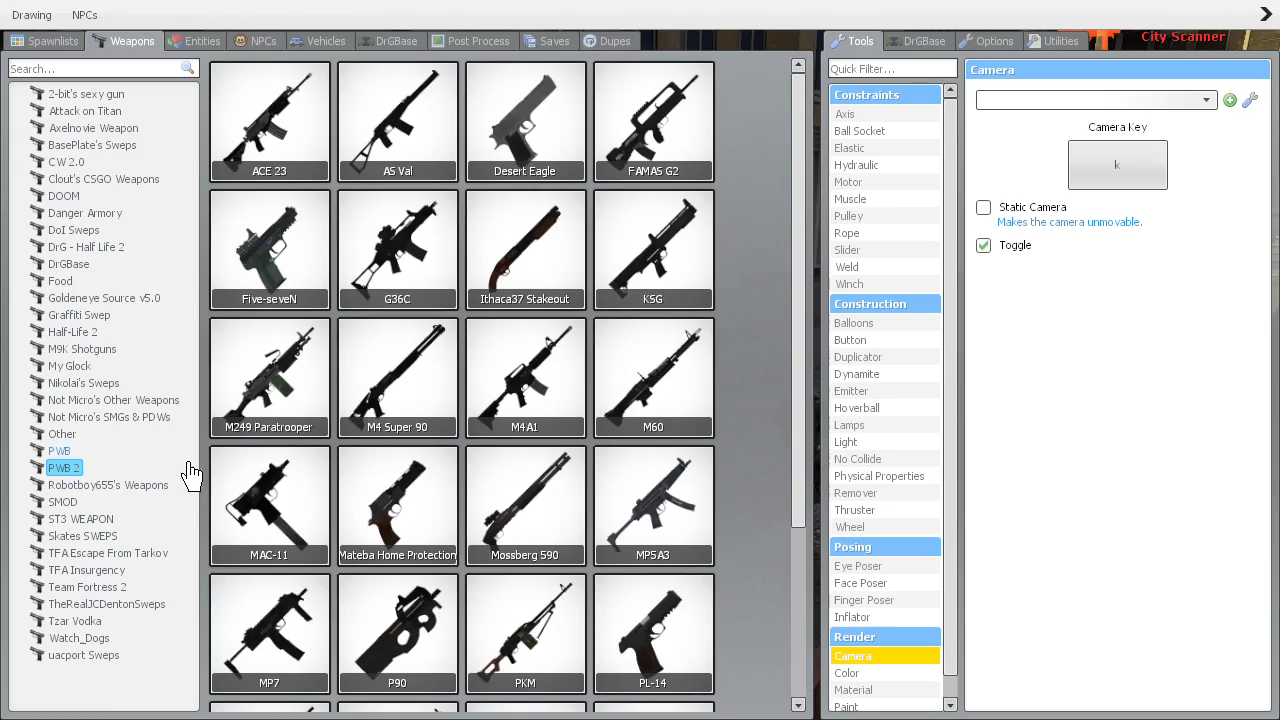 Drawing NPCs
City Scanner
Spawnlists Weapons Entities NPCs Vehicles DrGBase Post Process Saves Dupes
Tools DrGBase Options Utilities
Search...
2-bit's sexy gun
Attack on Titan
Axelnovie Weapon
BasePlate's Sweps
CW 2.0
Clout's CSGO Weapons
DOOM
Danger Armory
DoI Sweps
DrG - Half Life 2
DrGBase
Food
Goldeneye Source v5.0
Graffiti Swep
Half-Life 2
M9K Shotguns
My Glock
Nikolai's Sweps
Not Micro's Other Weapons
Not Micro's SMGs & PDWs
Other
PWB
PWB 2
Robotboy655's Weapons
SMOD
ST3 WEAPON
Skates SWEPS
TFA Escape From Parkov
TFA Insurgency
Team Fortress 2
TheRealJCDentonSweps
Tzar Vodka
Watch_Dogs
uacport Sweps
ACE 23 AS Val Desert Eagle FAMAS G2
Five-seveN G36C Ithaca37 Stakeout KSG
M249 Paratrooper M4 Super 90 M4A1 M60
MAC-11 Mateba Home Protection Mossberg 590 MP5A3
MP7 P90 PKM PL-14
Quick Filter...
Constraints
Axis
Ball Socket
Elastic
Hydraulic
Motor
Muscle
Pulley
Rope
Slider
Weld
Winch
Construction
Balloons
Button
Duplicator
Dynamite
Emitter
Hoverball
Lamps
Light
No Collide
Physical Properties
Remover
Thruster
Wheel
Posing
Eye Poser
Face Poser
Finger Poser
Inflator
Render
Camera
Color
Material
Paint
Camera
Camera Key
k
Static Camera
Makes the camera unmovable.
Toggle